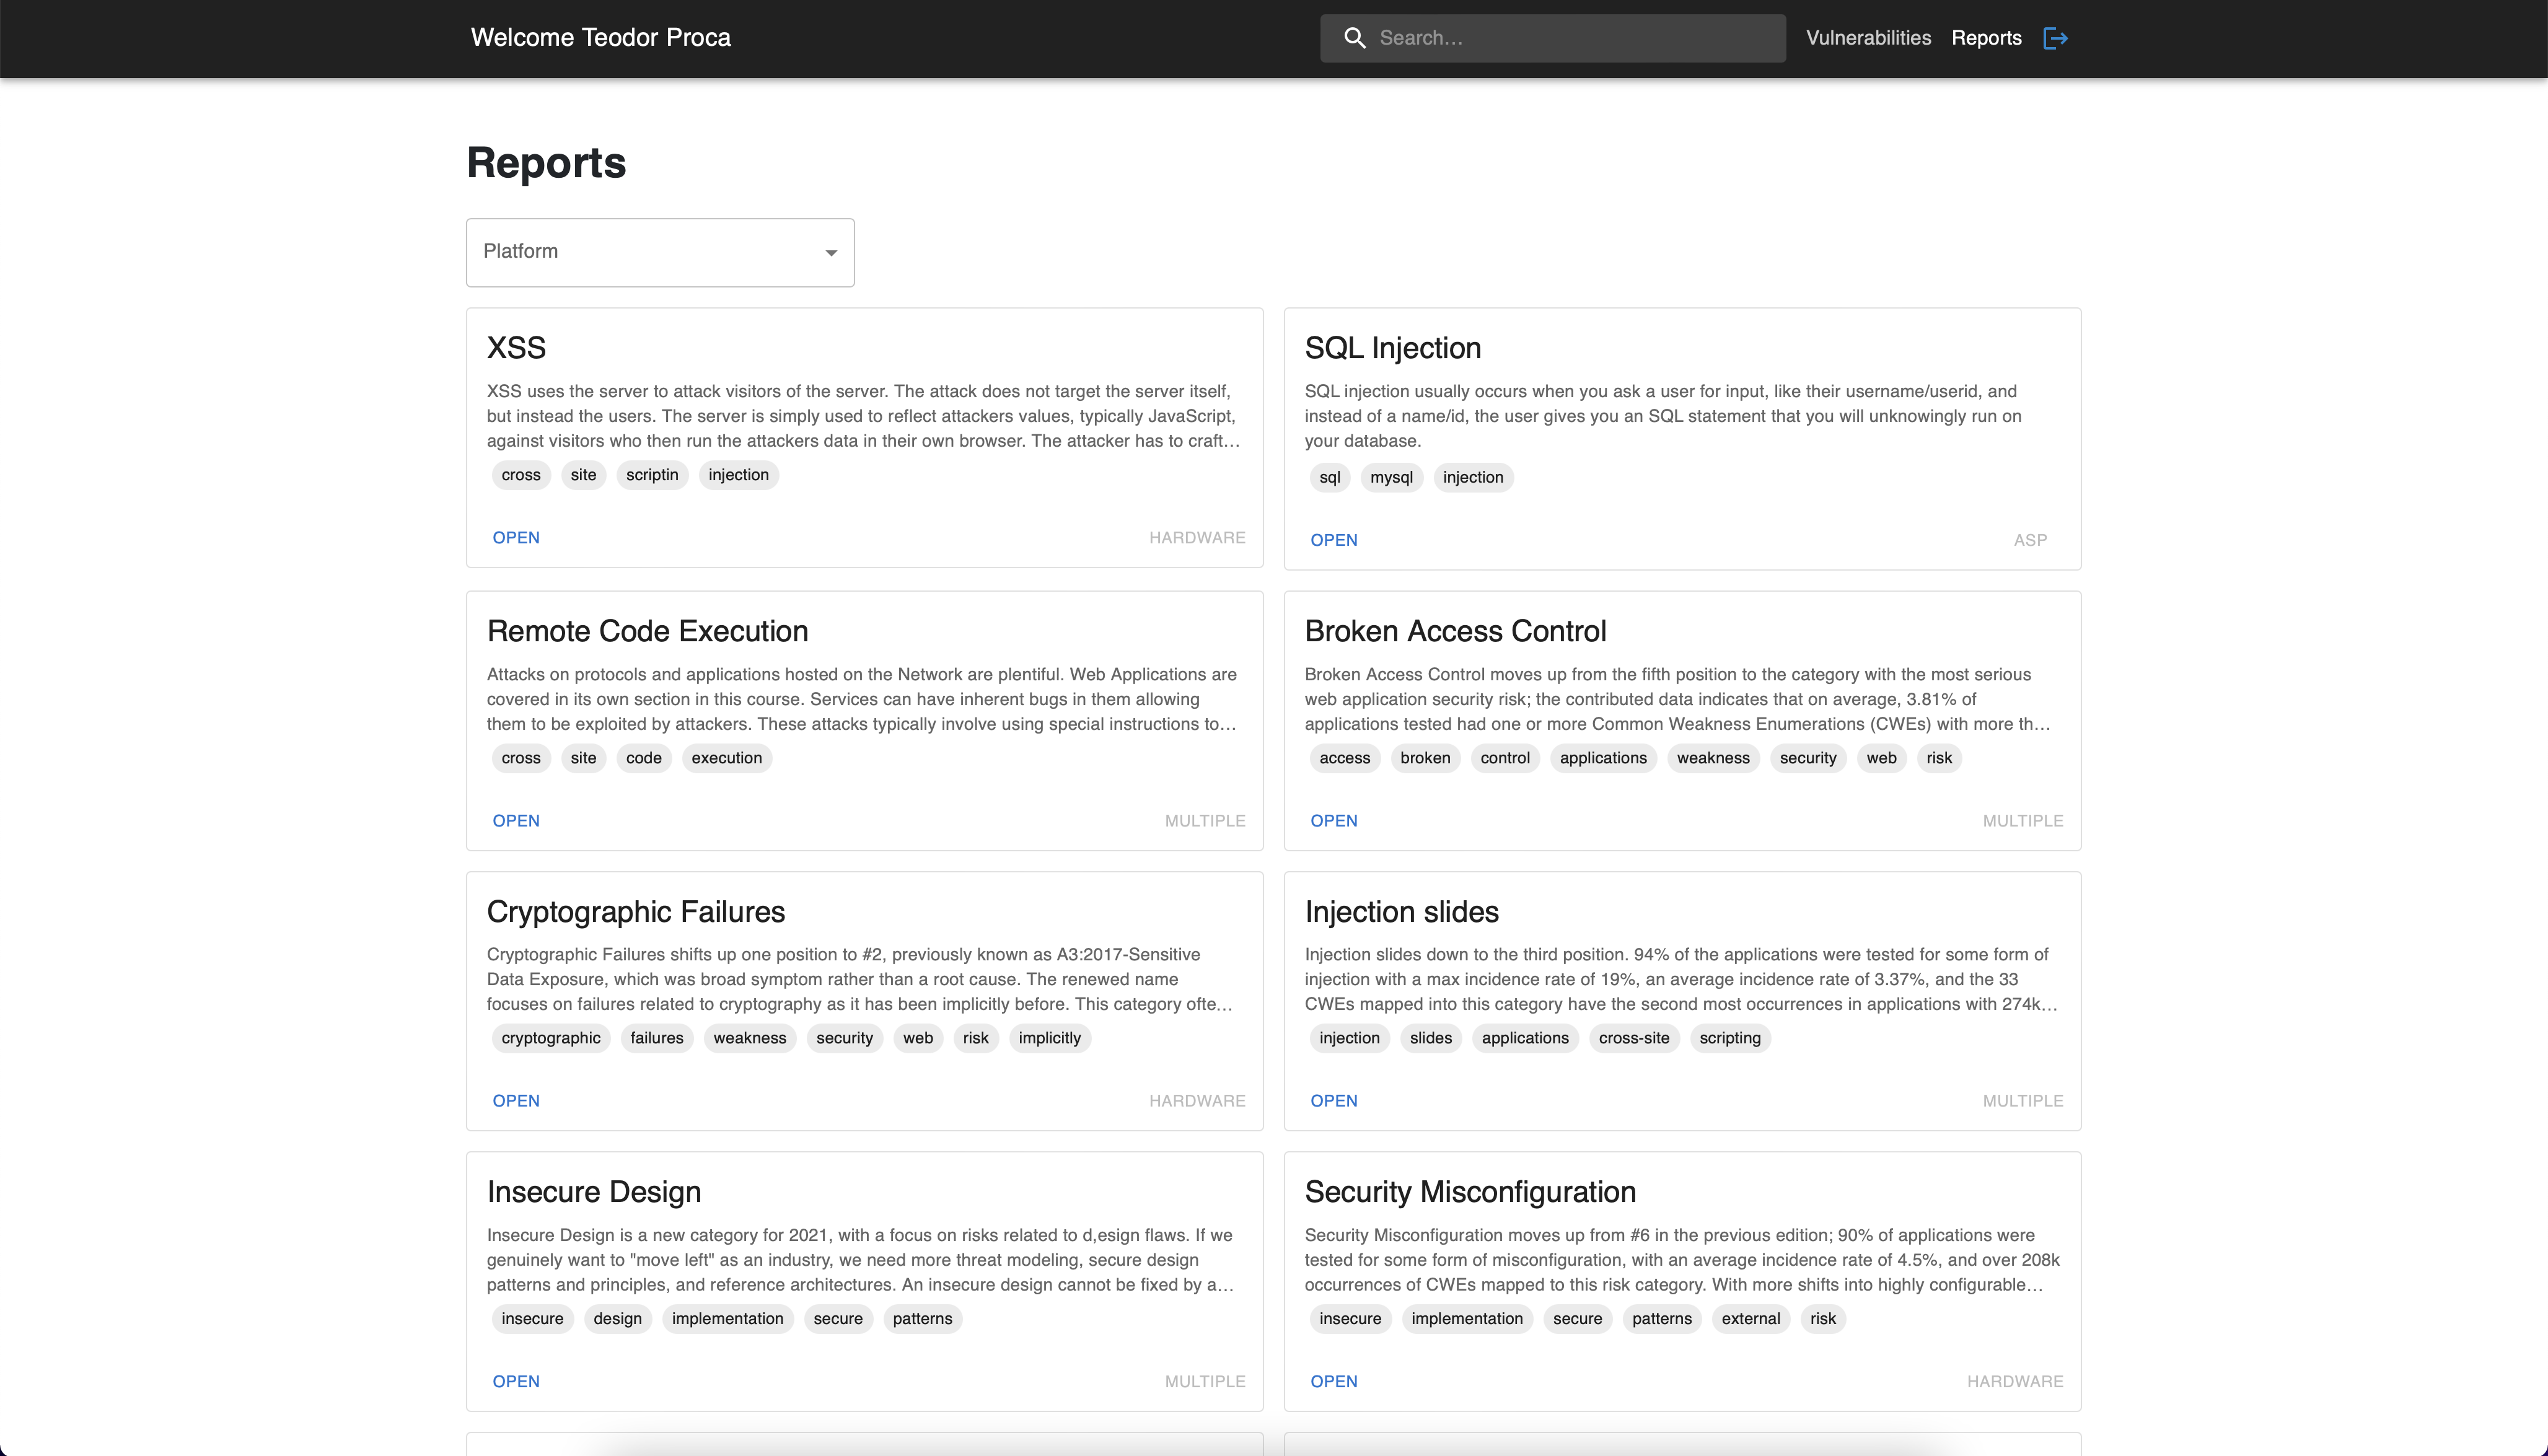 Welcome Teodor Proca
Search...
Vulnerabilities
Reports
Reports
Platform
XSS
XSS uses the server to attack visitors of the server. The attack does not target the server itself,
but instead the users. The server is simply used to reflect attackers values, typically JavaScript,
against visitors who then run the attackers data in their own browser. The attacker has to craft...
cross site scriptin injection
OPEN HARDWARE
SQL Injection
SQL injection usually occurs when you ask a user for input, like their username/userid, and
instead of a name/id, the user gives you an SQL statement that you will unknowingly run on
your database.
sql mysql injection
OPEN ASP
Remote Code Execution
Attacks on protocols and applications hosted on the Network are plentiful. Web Applications are
covered in its own section in this course. Services can have inherent bugs in them allowing
them to be exploited by attackers. These attacks typically involve using special instructions to...
cross site code execution
OPEN MULTIPLE
Broken Access Control
Broken Access Control moves up from the fifth position to the category with the most serious
web application security risk; the contributed data indicates that on average, 3.81% of
applications tested had one or more Common Weakness Enumerations (CWEs) with more th...
access broken control applications weakness security web risk
OPEN MULTIPLE
Cryptographic Failures
Cryptographic Failures shifts up one position to #2, previously known as A3:2017-Sensitive
Data Exposure, which was broad symptom rather than a root cause. The renewed name
focuses on failures related to cryptography as it has been implicitly before. This category ofte...
cryptographic failures weakness security web risk implicitly
OPEN HARDWARE
Injection slides
Injection slides down to the third position. 94% of the applications were tested for some form of
injection with a max incidence rate of 19%, an average incidence rate of 3.37%, and the 33
CWEs mapped into this category have the second most occurrences in applications with 274k...
injection slides applications cross-site scripting
OPEN MULTIPLE
Insecure Design
Insecure Design is a new category for 2021, with a focus on risks related to d,esign flaws. If we
genuinely want to "move left" as an industry, we need more threat modeling, secure design
patterns and principles, and reference architectures. An insecure design cannot be fixed by a...
insecure design implementation secure patterns
OPEN MULTIPLE
Security Misconfiguration
Security Misconfiguration moves up from #6 in the previous edition; 90% of applications were
tested for some form of misconfiguration, with an average incidence rate of 4.5%, and over 208k
occurrences of CWEs mapped to this risk category. With more shifts into highly configurable...
insecure implementation secure patterns external risk
OPEN HARDWARE